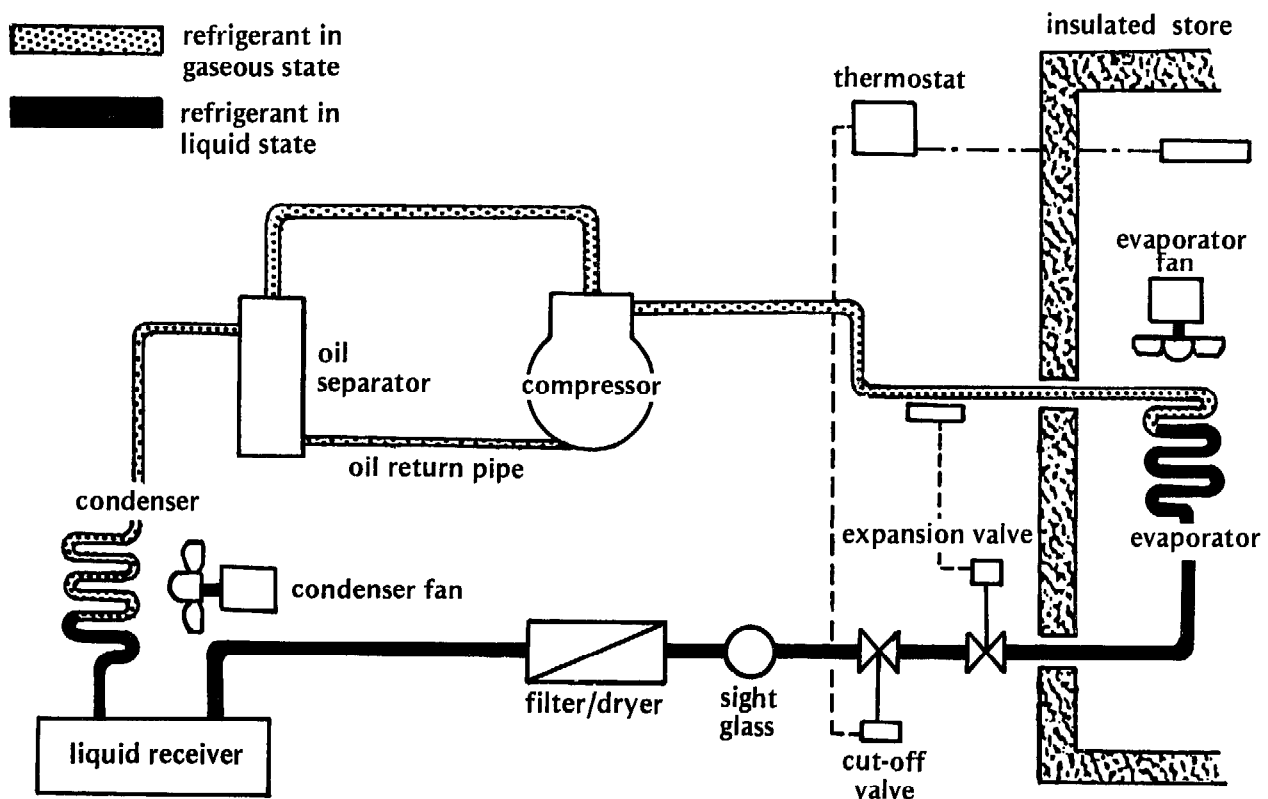 refrigerant in
gaseous state
refrigerant in
liquid state
insulated store
thermostat
evaporator
fan
oil
separator
compressor
oil return pipe
condenser
expansion valve
evaporator
condenser fan
filter/dryer
sight
glass
liquid receiver
cut-off
valve